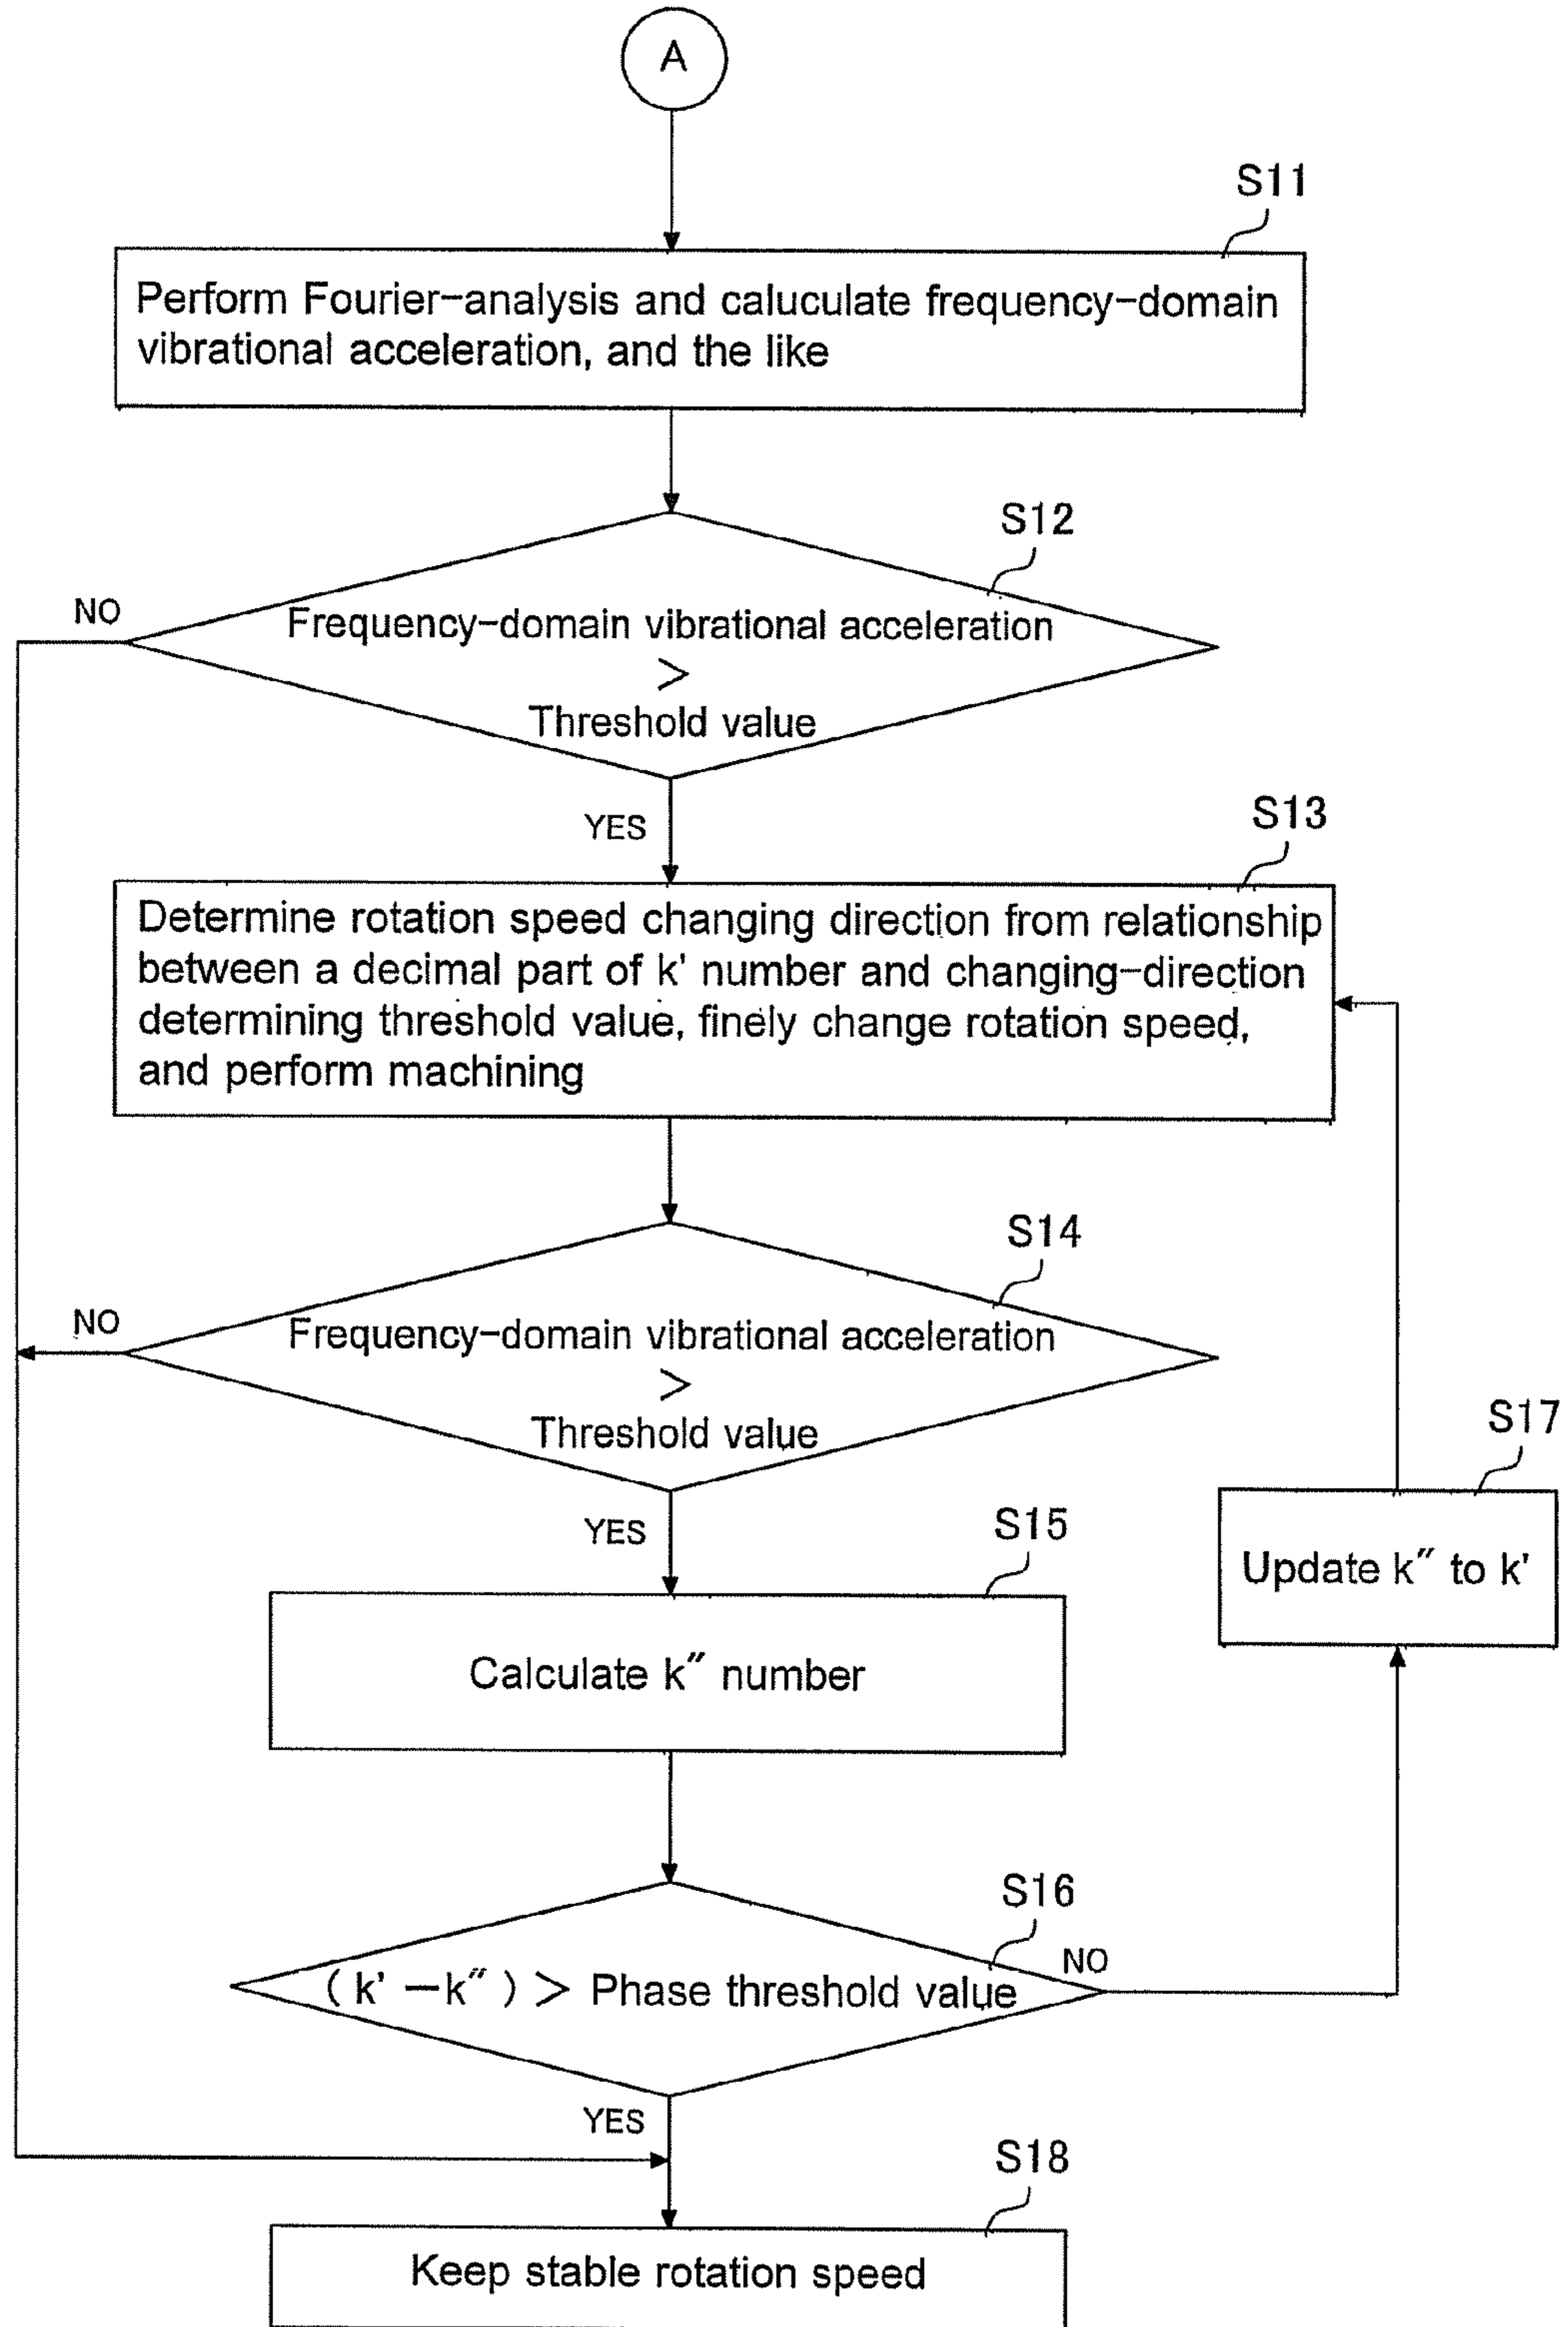 A
S11
Perform Fourier-analysis and caluculate frequency-domain
vibrational acceleration, and the like
S12
NO
Frequency-domain vibrational acceleration
>
Threshold value
YES
S13
Determine rotation speed changing direction from relationship
between a decimal part of k' number and changing-direction
determining threshold value, finely change rotation speed,
and perform machining
S14
NO
Frequency-domain vibrational acceleration
>
Threshold value
S17
YES
S15
Update k″ to k'
Calculate k″ number
S16
NO
( k' − k″ ) > Phase threshold value
YES
S18
Keep stable rotation speed